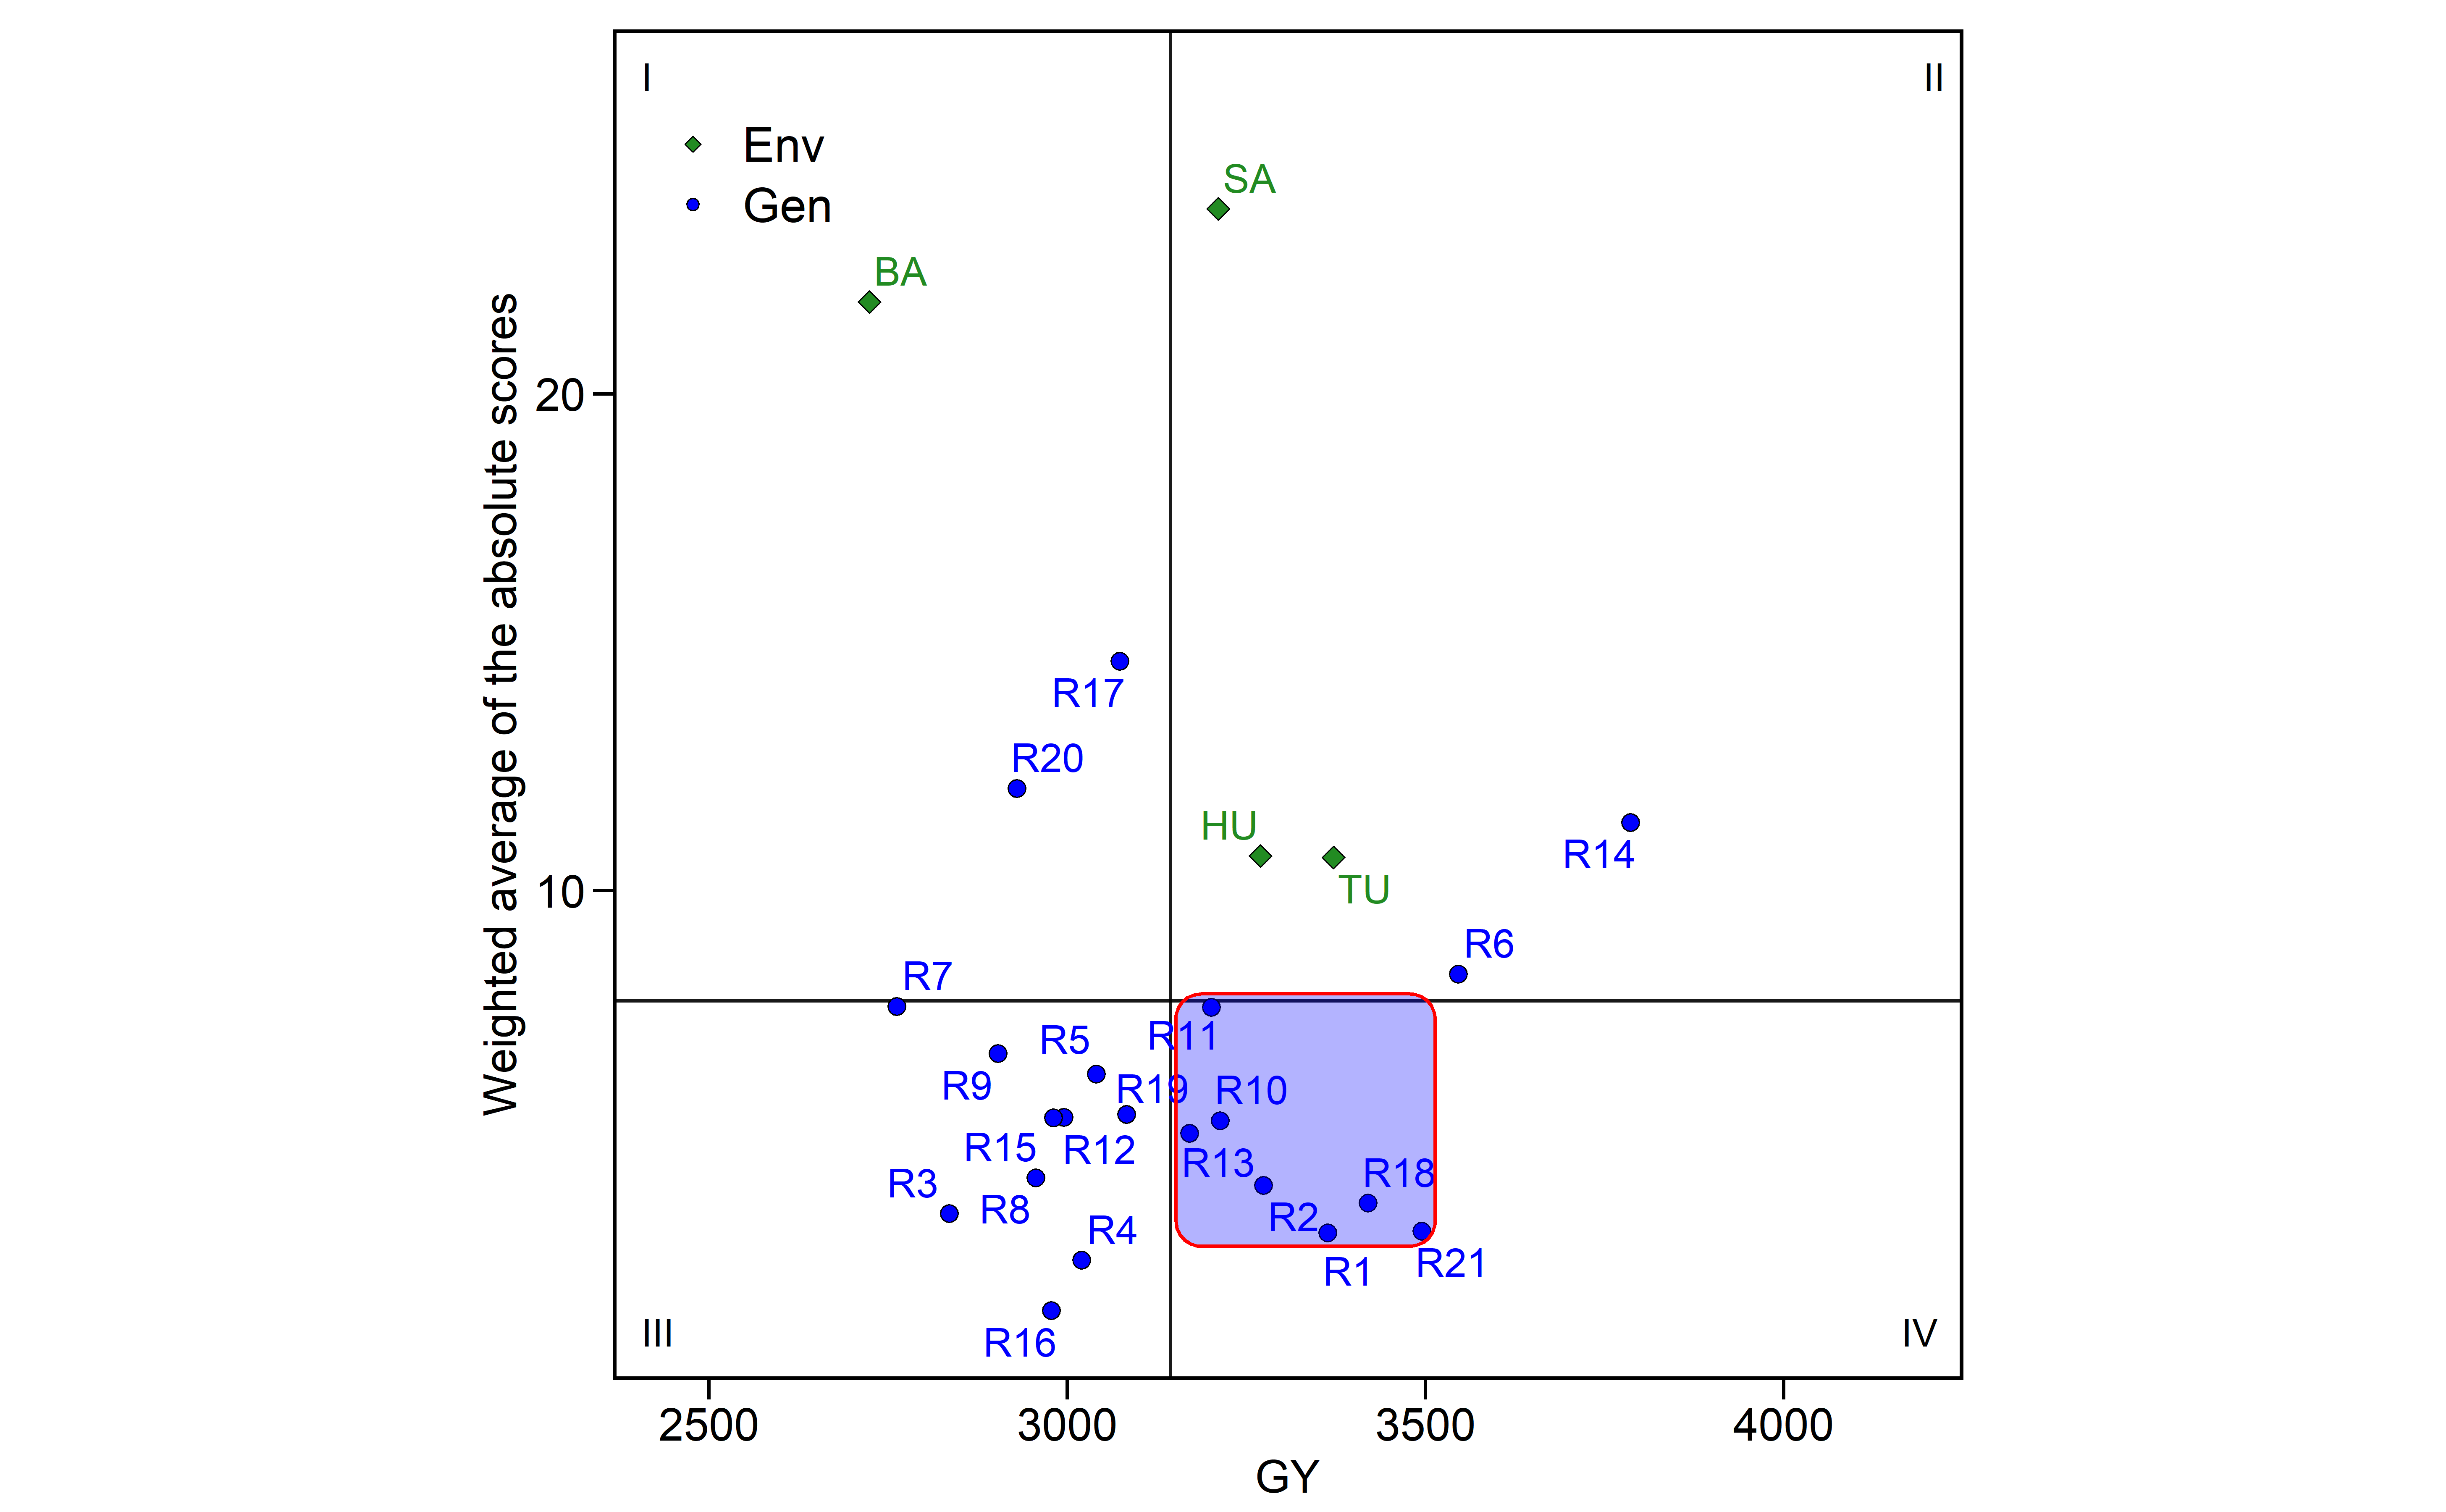 I
II
Env
Gen
SA
BA
Weighted average of the absolute scores
20
R17
R20
HU
R14
TU
10
R6
R7
R5
R11
R9
R19
R10
R15
R12
R13
R3
R8
R18
R4
R2
R1
R21
III
R16
IV
2500
3000
3500
4000
GY